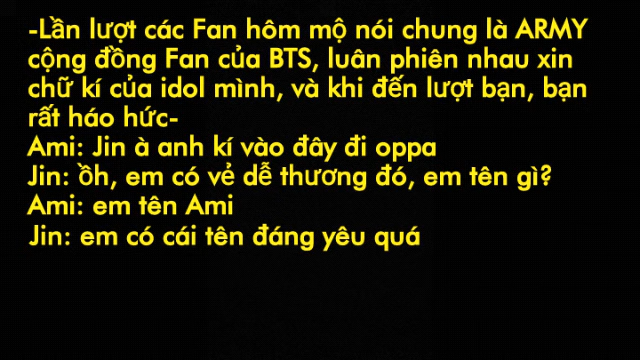 -Lần lượt các Fan hôm mộ nói chung là ARMY
cộng đồng Fan của BTS, luân phiên nhau xin
chữ kí của idol mình, và khi đến lượt bạn, bạn
rất háo hức-
Ami: Jin à anh kí vào đây đi oppa
Jin: ồh, em có vẻ dễ thương đó, em tên gì?
Ami: em tên Ami
Jin: em có cái tên đáng yêu quá